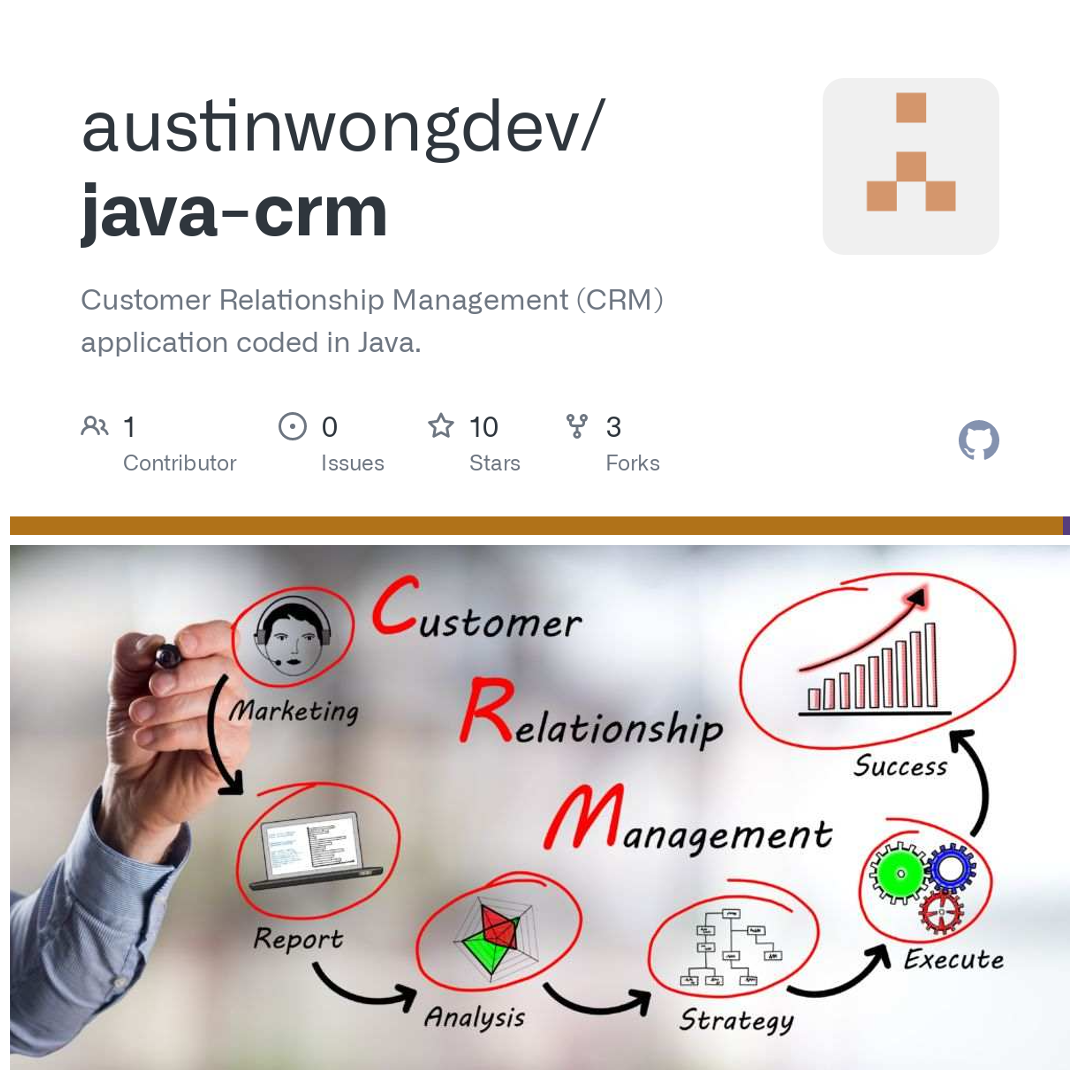 austinwongdev/
java-crm
Customer Relationship Management (CRM)
application coded in Java.
1
Contributor
0
Issues
10
Stars
3
Forks
Customer
Relationship
Management
Marketing
Report
Analysis
Strategy
Execute
Success